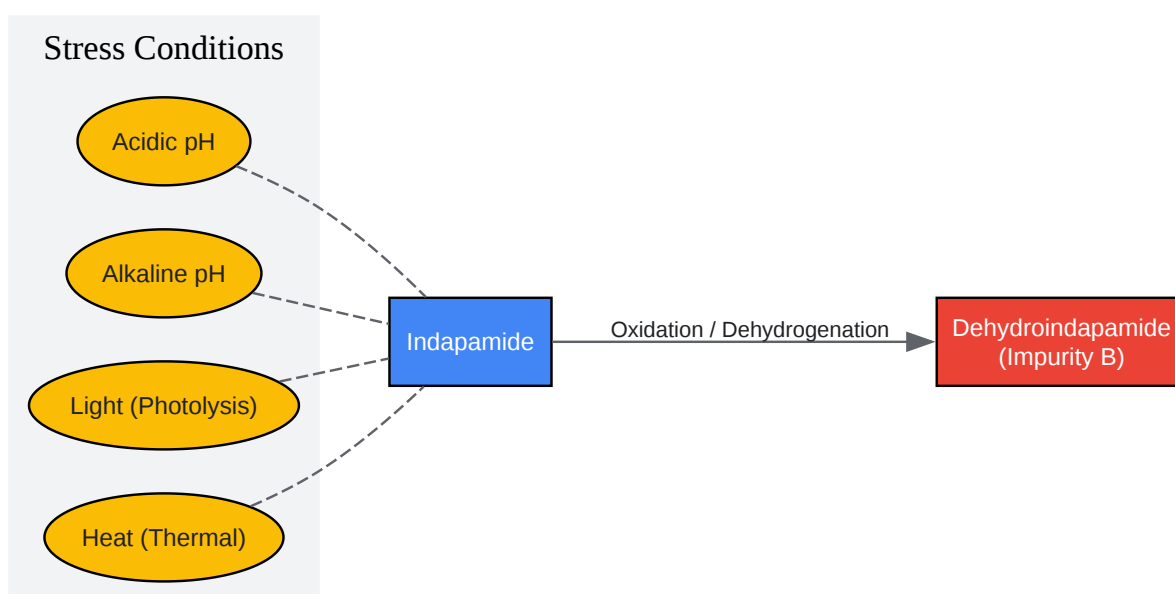 Stress Conditions
Acidic pH
Alkaline pH
Light (Photolysis)
Heat (Thermal)
Indapamide
Oxidation / Dehydrogenation
Dehydroindapamide
(Impurity B)